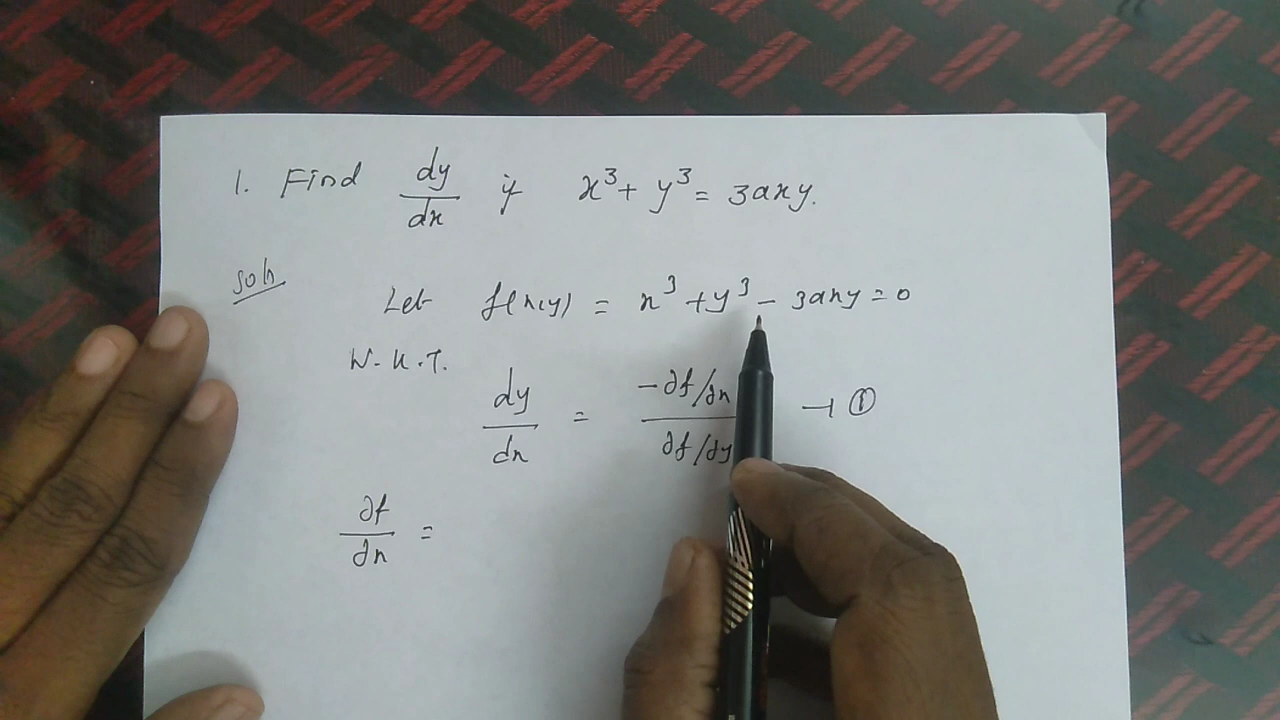 1. Find dy/dx if x³ + y³ = 3axy.
Soln
Let f(x,y) = x³ + y³ - 3axy = 0
W.K.T.
dy/dx = -∂f/∂x / ∂f/∂y → ①
∂f/∂x =